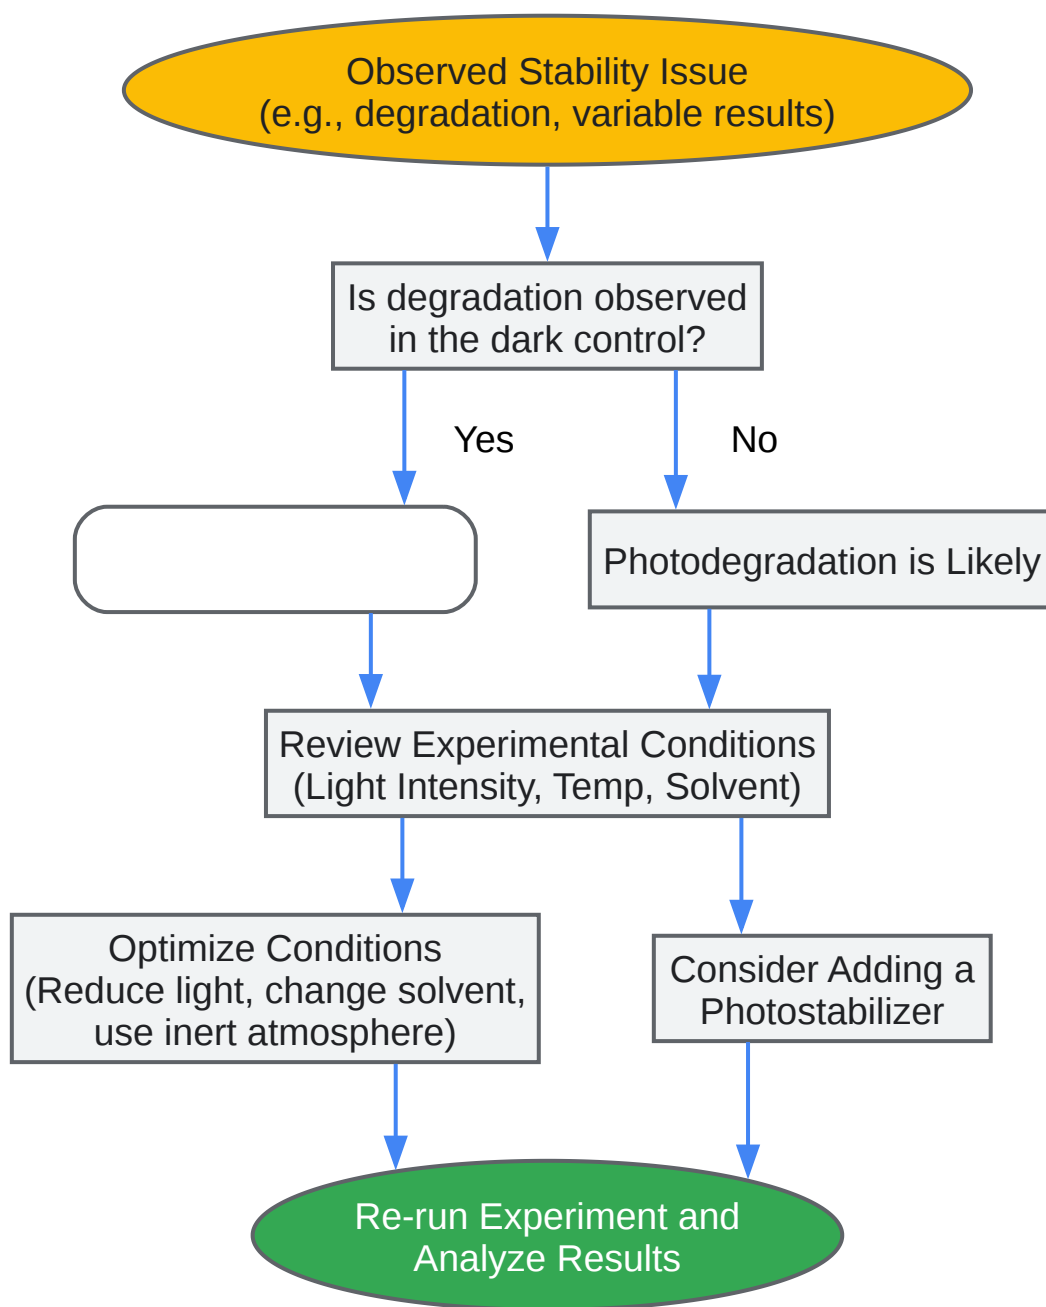 Observed Stability Issue
(e.g., degradation, variable results)
Is degradation observed
in the dark control?
Yes
No
Photodegradation is Likely
Review Experimental Conditions
(Light Intensity, Temp, Solvent)
Optimize Conditions
(Reduce light, change solvent,
use inert atmosphere)
Consider Adding a
Photostabilizer
Re-run Experiment and
Analyze Results